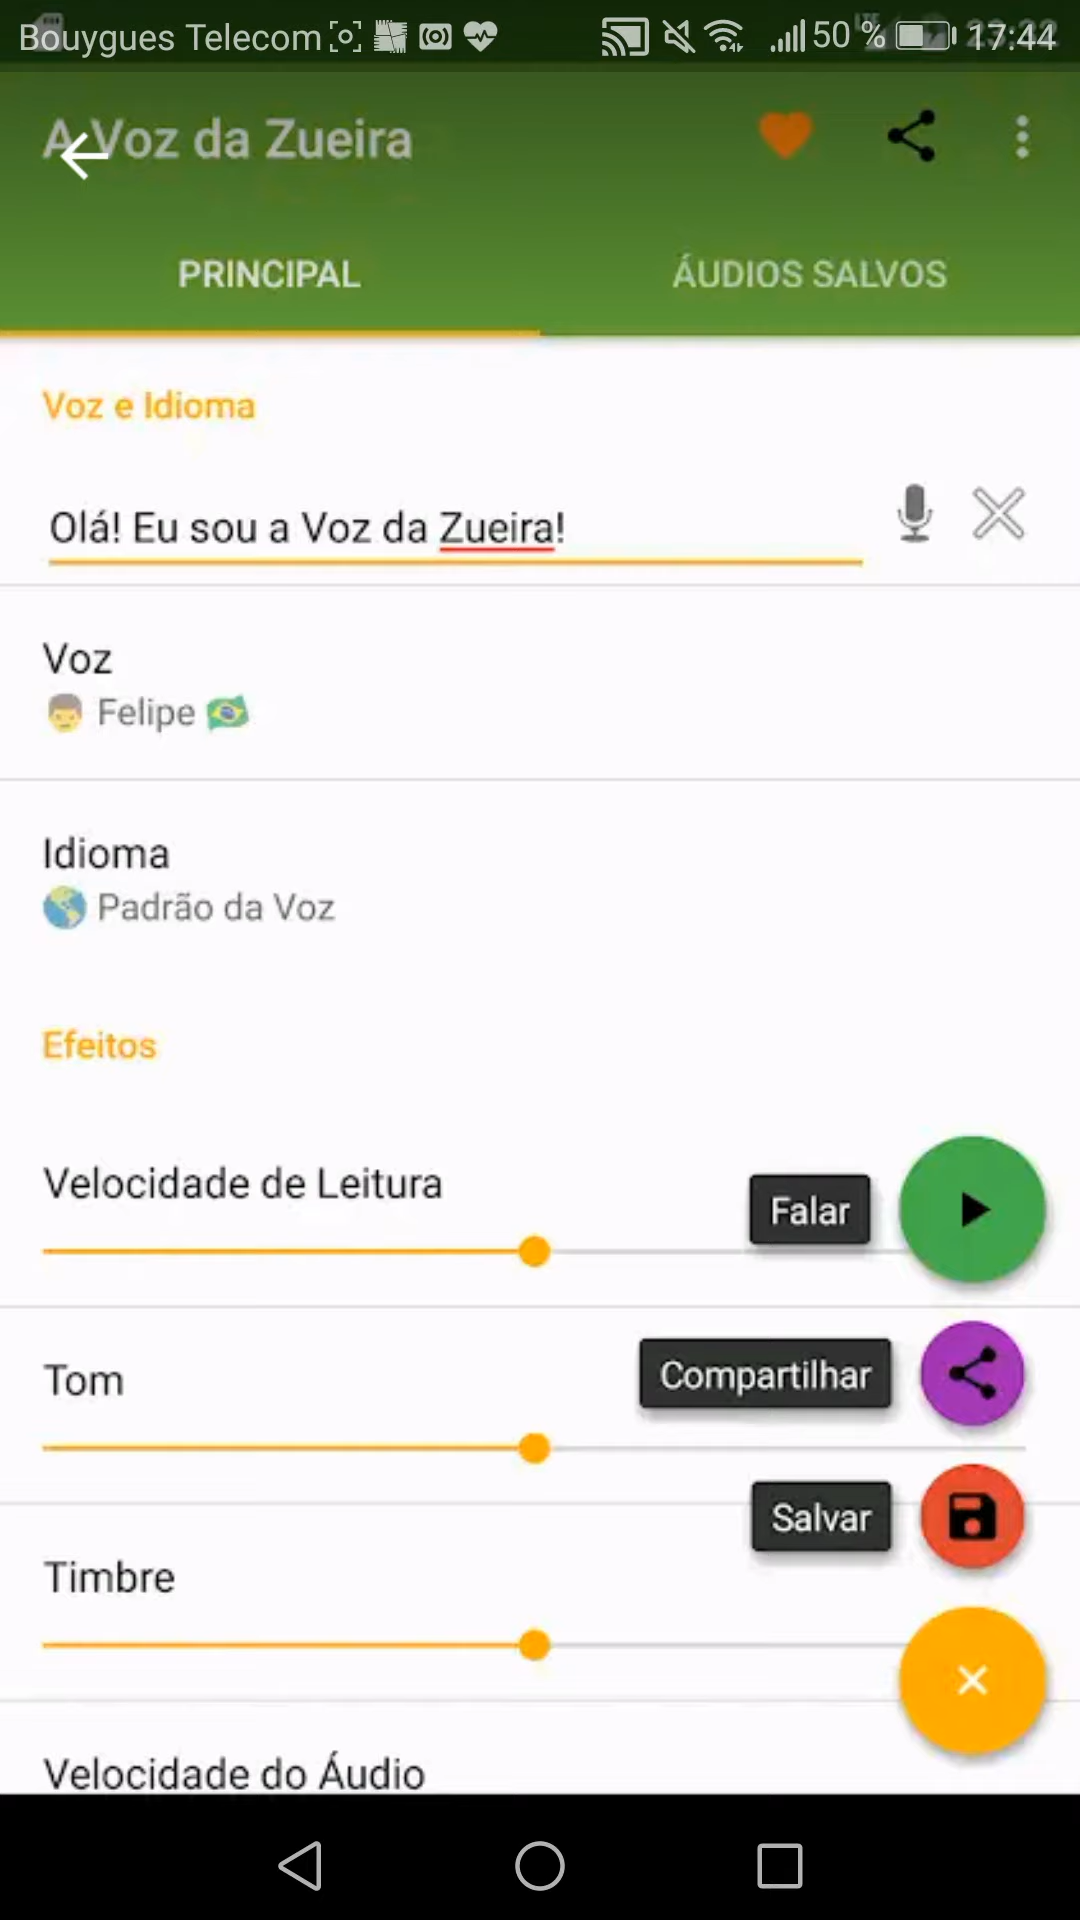 Bouygues Telecom 50 % 17:44
A Voz da Zueira
PRINCIPAL ÁUDIOS SALVOS
Voz e Idioma
Olá! Eu sou a Voz da Zueira!
Voz
Felipe
Idioma
Padrão da Voz
Efeitos
Velocidade de Leitura
Falar
Tom
Compartilhar
Salvar
Timbre
Velocidade do Áudio